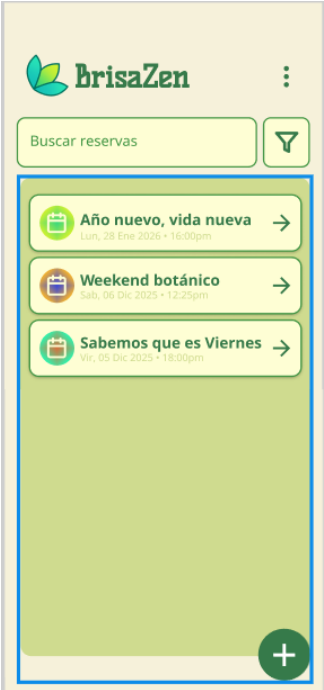 BrisaZen
Buscar reservas
Año nuevo, vida nueva
Lun, 28 Ene 2026 • 16:00pm
Weekend botánico
Sab, 06 Dic 2025 • 12:25pm
Sabemos que es Viernes
Vir, 05 Dic 2025 • 18:00pm